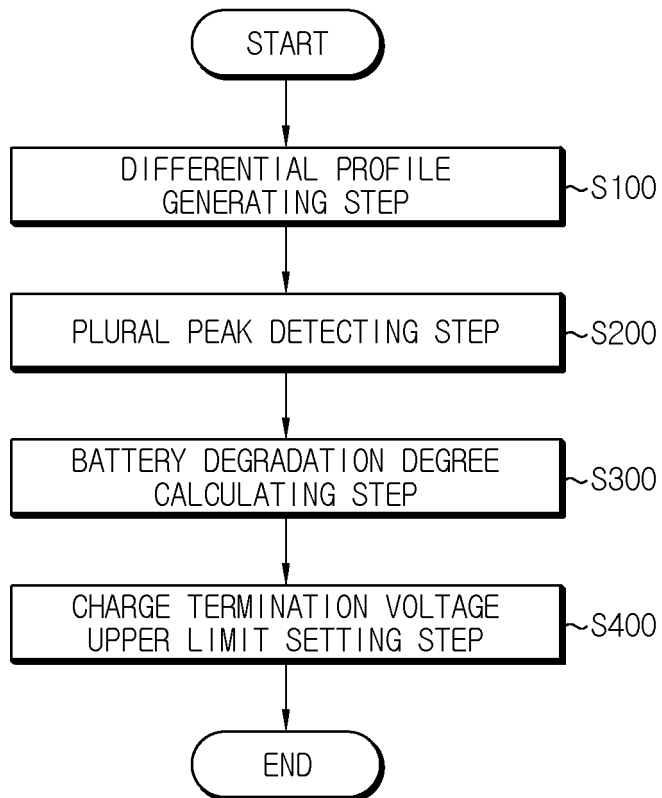 START
DIFFERENTIAL PROFILE
GENERATING STEP
~S100
PLURAL PEAK DETECTING STEP
~S200
BATTERY DEGRADATION DEGREE
CALCULATING STEP
~S300
CHARGE TERMINATION VOLTAGE
UPPER LIMIT SETTING STEP
~S400
END